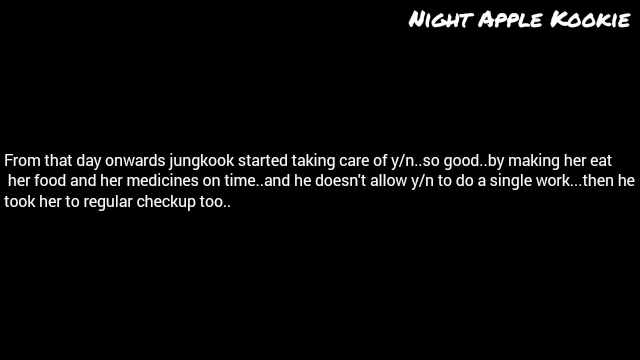 Night Apple Kookie
From that day onwards jungkook started taking care of y/n..so good..by making her eat
her food and her medicines on time..and he doesn't allow y/n to do a single work...then he
took her to regular checkup too..